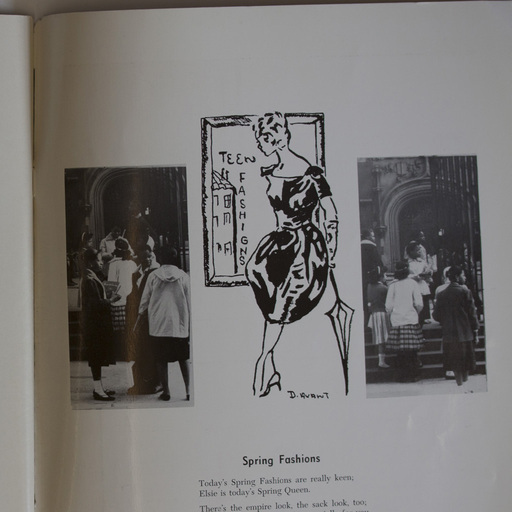 TEEN
FASHIONS
D. AVANT
Spring Fashions
Today's Spring Fashions are really keen;
Elsie is today's Spring Queen.
There's the empire look, the sack look, too;